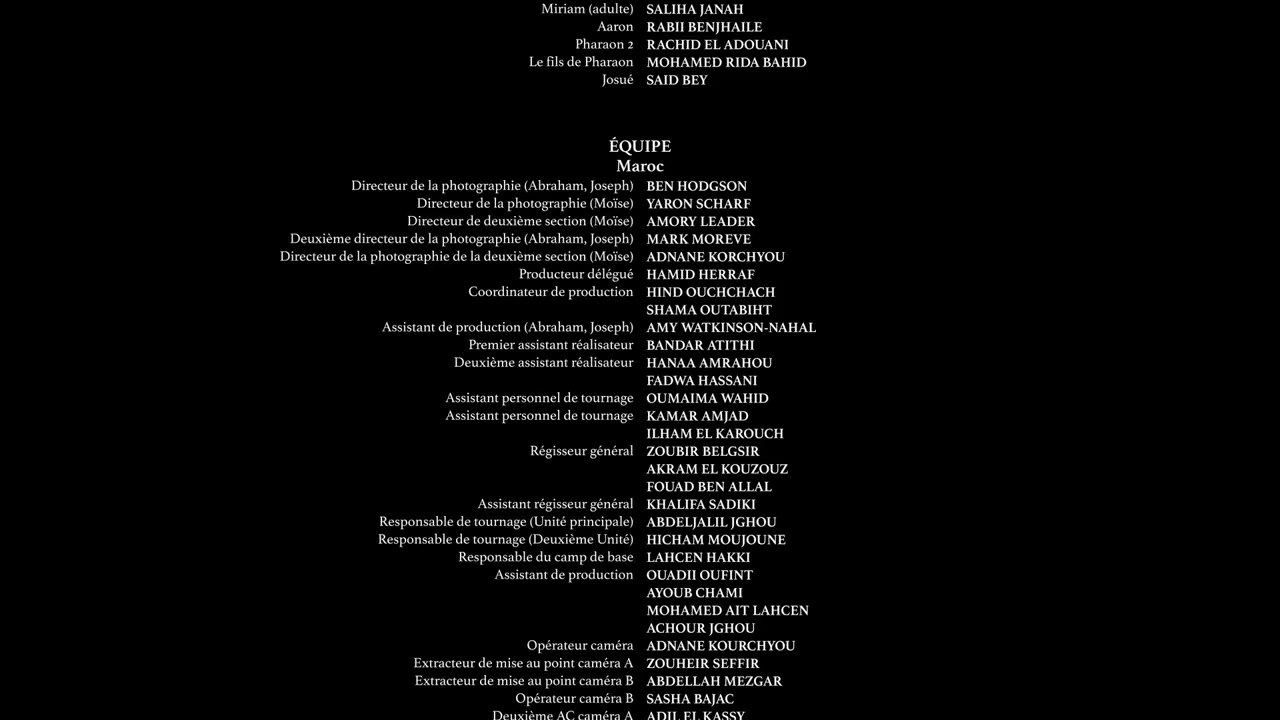 Miriam (adulte) SALIHA JANAH
Aaron RABII BENJHAILE
Pharaon 2 RACHID EL ADOUANI
Le fils de Pharaon MOHAMED RIDA BAHID
Josué SAID BEY
ÉQUIPE
Maroc
Directeur de la photographie (Abraham, Joseph) BEN HODGSON
Directeur de la photographie (Moïse) YARON SCHARF
Directeur de deuxième section (Moïse) AMORY LEADER
Deuxième directeur de la photographie (Abraham, Joseph) MARK MOREVE
Directeur de la photographie de la deuxième section (Moïse) ADNANE KORCHYOU
Producteur délégué HAMID HERRAF
Coordinateur de production HIND OUCHCHACH
SHAMA OUTABIHT
Assistant de production (Abraham, Joseph) AMY WATKINSON-NAHAL
Premier assistant réalisateur BANDAR ATITHI
Deuxième assistant réalisateur HANAA AMRAHOU
FADWA HASSANI
Assistant personnel de tournage OUMAIMA WAHID
Assistant personnel de tournage KAMAR AMJAD
ILHAM EL KAROUCH
Régisseur général ZOUBIR BELGSIR
AKRAM EL KOUZOUZ
FOUAD BEN ALLAL
Assistant régisseur général KHALIFA SADIKI
Responsable de tournage (Unité principale) ABDELJALIL JGHOU
Responsable de tournage (Deuxième Unité) HICHAM MOUJOUNE
Responsable du camp de base LAHCEN HAKKI
Assistant de production OUADII OUFINT
AYOUB CHAMI
MOHAMED AIT LAHCEN
ACHOUR JGHOU
Opérateur caméra ADNANE KOURCHYOU
Extracteur de mise au point caméra A ZOUHEIR SEFFIR
Extracteur de mise au point caméra B ABDELLAH MEZGAR
Opérateur caméra B SASHA BAJAC
Deuxième AC caméra A ADIL EL KASSY